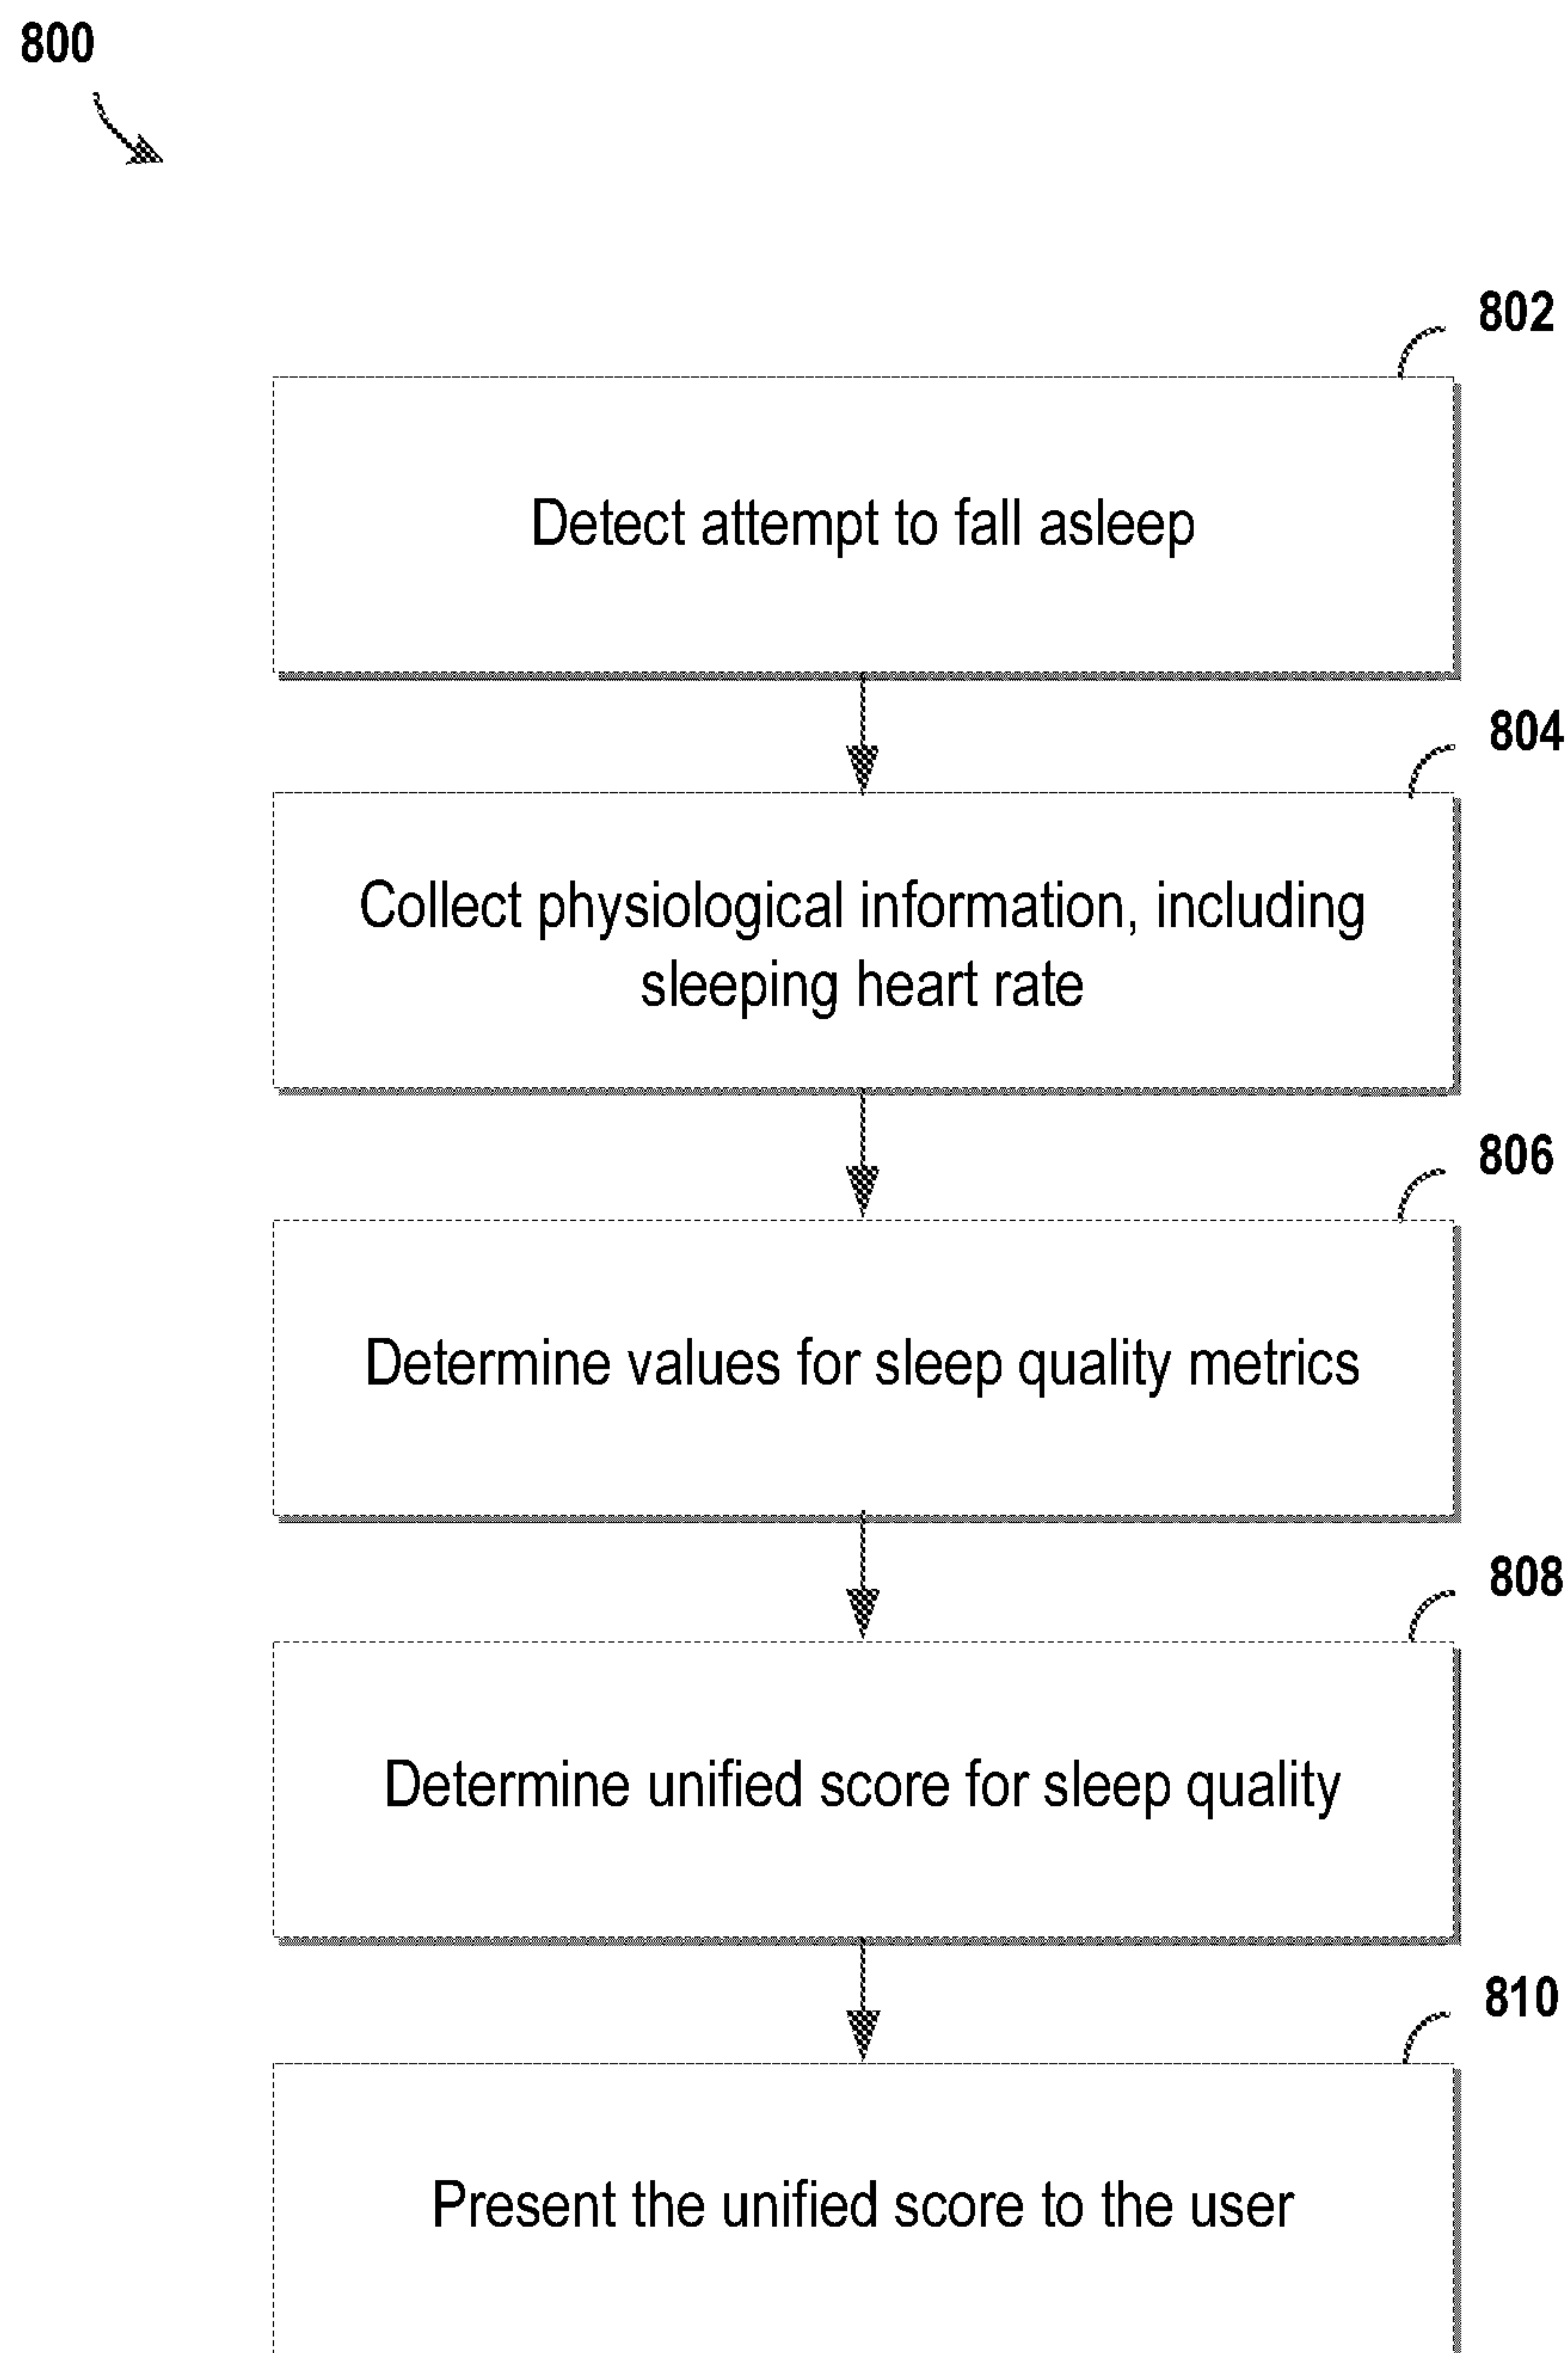 800
802
Detect attempt to fall asleep
804
Collect physiological information, including
sleeping heart rate
806
Determine values for sleep quality metrics
808
Determine unified score for sleep quality
810
Present the unified score to the user